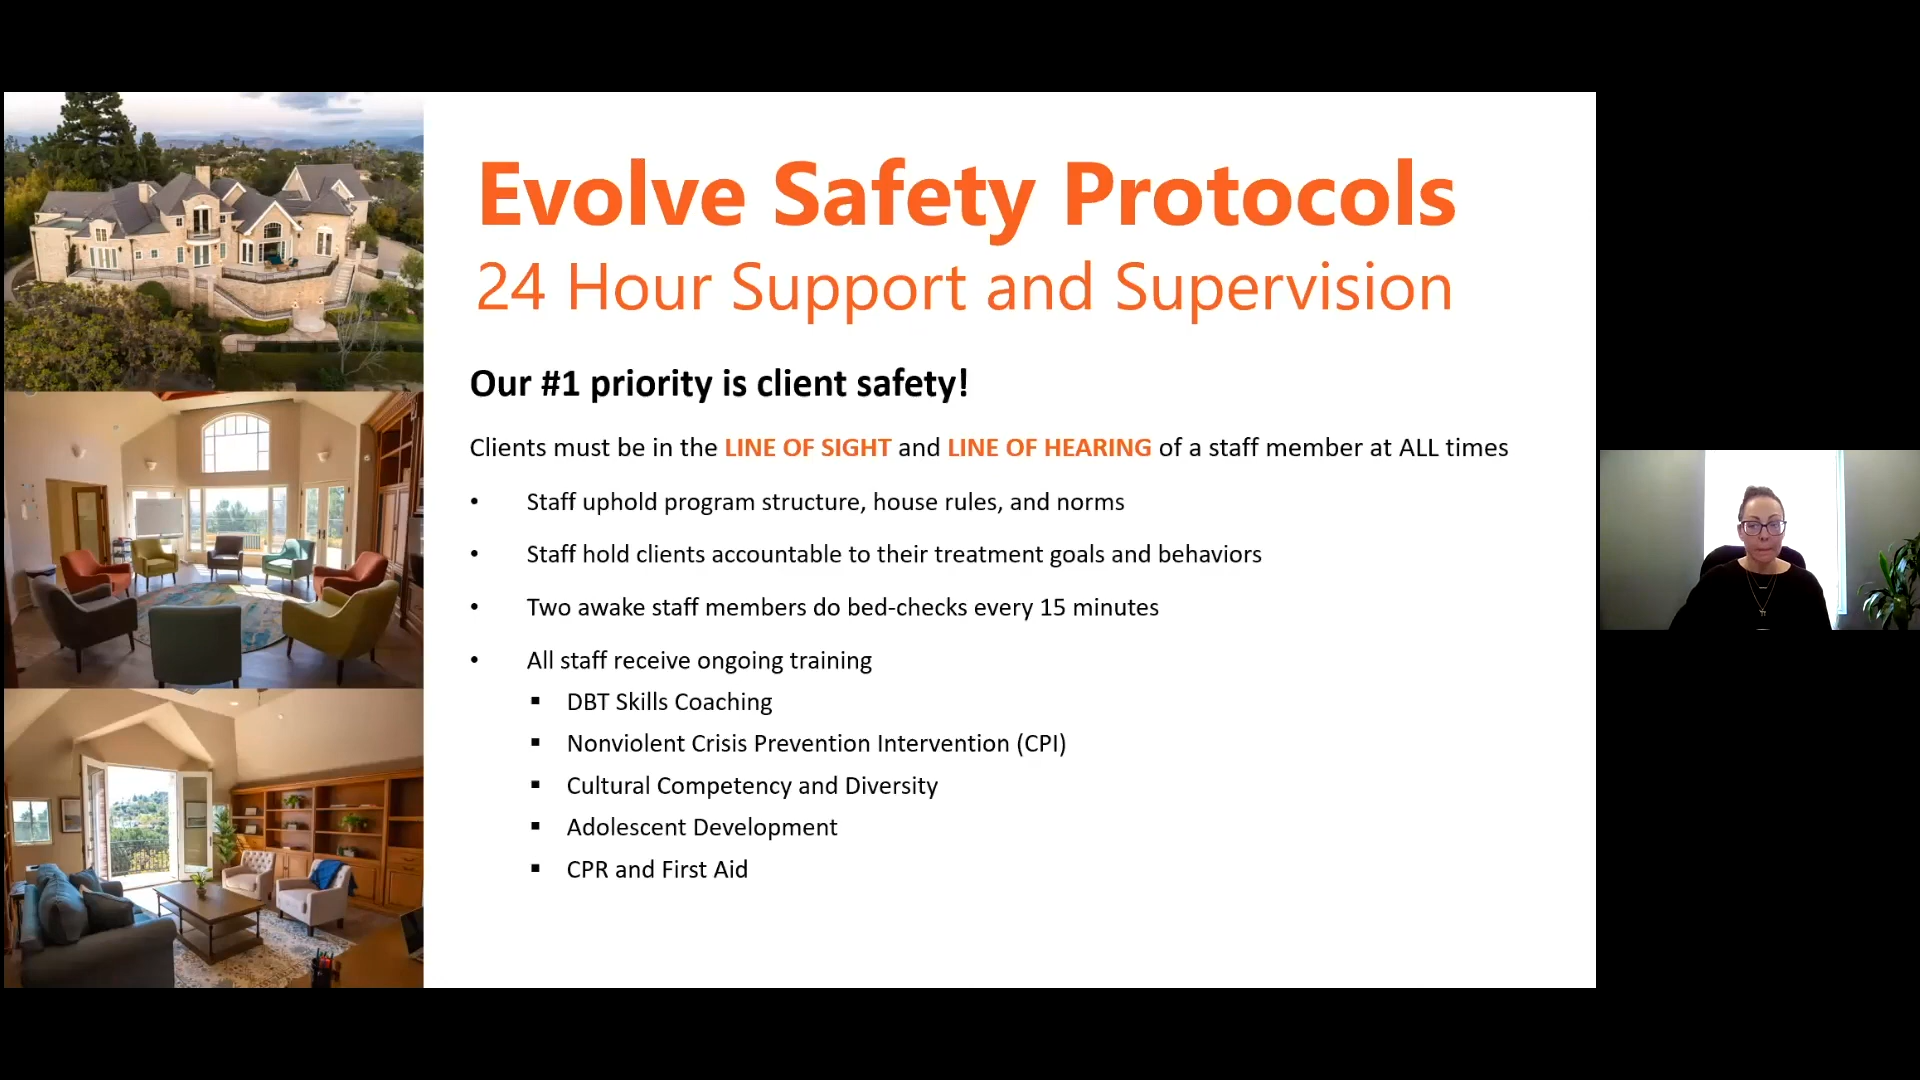 Evolve Safety Protocols
24 Hour Support and Supervision
Our #1 priority is client safety!
Clients must be in the LINE OF SIGHT and LINE OF HEARING of a staff member at ALL times
• Staff uphold program structure, house rules, and norms
• Staff hold clients accountable to their treatment goals and behaviors
• Two awake staff members do bed-checks every 15 minutes
• All staff receive ongoing training
▪ DBT Skills Coaching
▪ Nonviolent Crisis Prevention Intervention (CPI)
▪ Cultural Competency and Diversity
▪ Adolescent Development
▪ CPR and First Aid